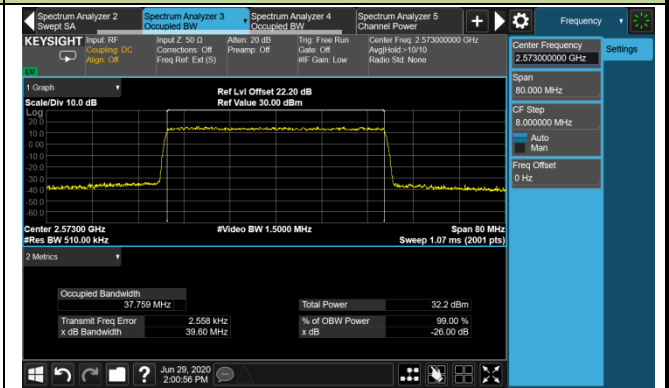 Spectrum Analyzer 2
Swept SA
Spectrum Analyzer 3
Occupied BW
Spectrum Analyzer 4
Occupied BW
Spectrum Analyzer 5
Channel Power
+
Frequency
KEYSIGHT
Input: RF
Coupling: DC
Align: Off
Input Z: 50 Ω
Corrections: Off
Freq Ref: Ext (S)
Atten: 20 dB
Preamp: Off
Trig: Free Run
Gate: Off
#IF Gain: Low
Center Freq: 2.573000000 GHz
Avg|Hold:>10/10
Radio Std: None
Center Frequency
2.573000000 GHz
Settings
Span
80.000 MHz
CF Step
8.000000 MHz
Auto
Man
Freq Offset
0 Hz
1 Graph
Scale/Div 10.0 dB
Ref Lvl Offset 22.20 dB
Ref Value 30.00 dBm
Log
20.0
10.0
0.00
-10.0
-20.0
-30.0
-40.0
-50.0
-60.0
Center 2.57300 GHz
#Res BW 510.00 kHz
#Video BW 1.5000 MHz
Span 80 MHz
Sweep 1.07 ms (2001 pts)
2 Metrics
Occupied Bandwidth
37.759 MHz
Total Power 32.2 dBm
Transmit Freq Error 2.558 kHz
% of OBW Power 99.00 %
x dB Bandwidth 39.60 MHz
x dB -26.00 dB
?
Jun 29, 2020
2:00:56 PM